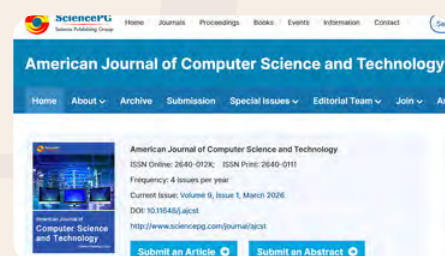 SciencePG
Science Publishing Group
Home Journals Proceedings Books Events Information Contact
American Journal of Computer Science and Technology
Home About Archive Submission Special Issues Editorial Team Join
American Journal of Computer Science and Technology
ISSN Online: 2640-012X; ISSN Print: 2640-0111
Frequency: 4 issues per year
Current Issue: Volume 9, Issue 1, March 2026
DOI: 10.11648/j.ajcst
http://www.sciencepg.com/journal/ajcst
American Journal of
Computer Science
and Technology
Submit an Article Submit an Abstract